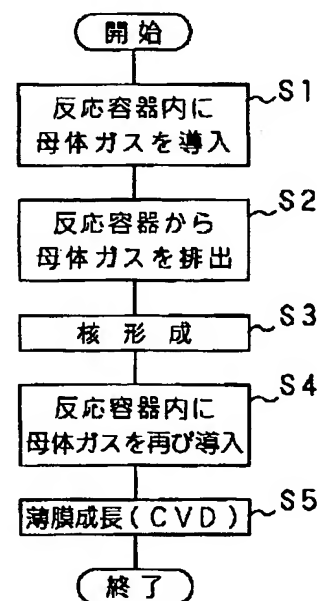 開始
反応容器内に
母体ガスを導入
S1
反応容器から
母体ガスを排出
S2
核形成
S3
反応容器内に
母体ガスを再び導入
S4
薄膜成長(CVD)
S5
終了